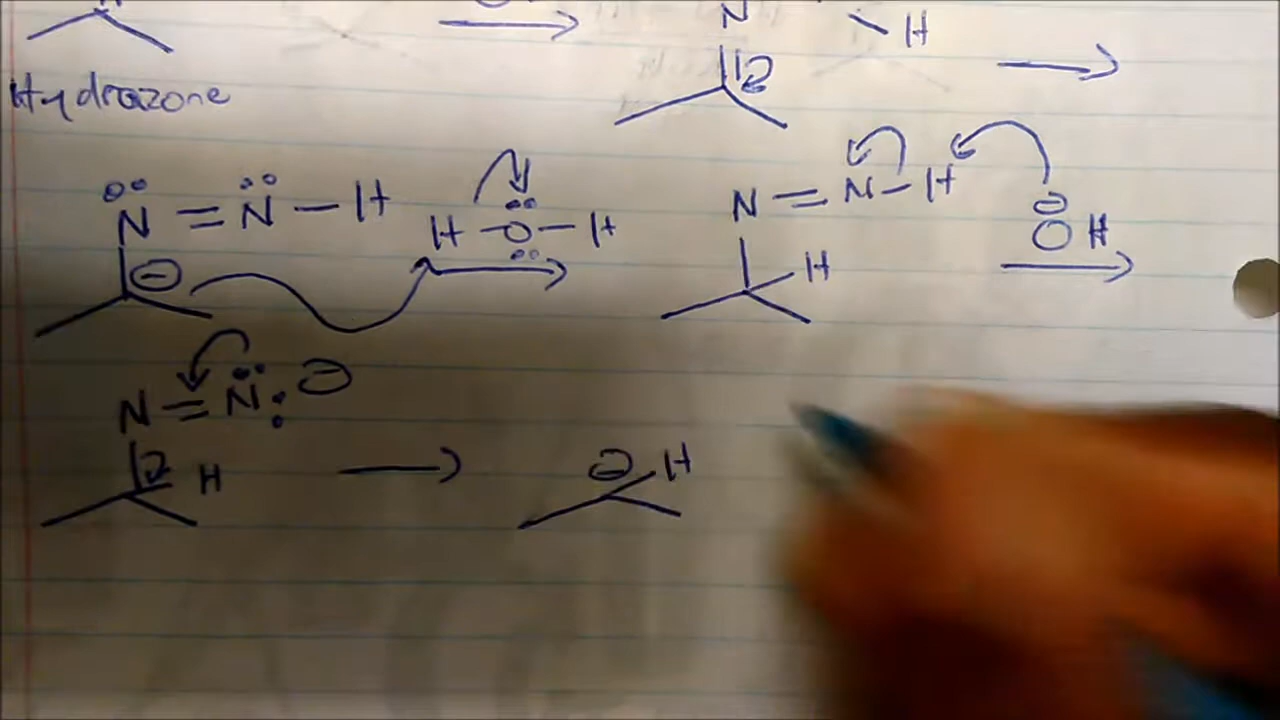 N H
Hydrazone
N = N - H H - O - H N = N - H
⊖ OH
⊖ H
N = N: ⊖
H ⊖ H